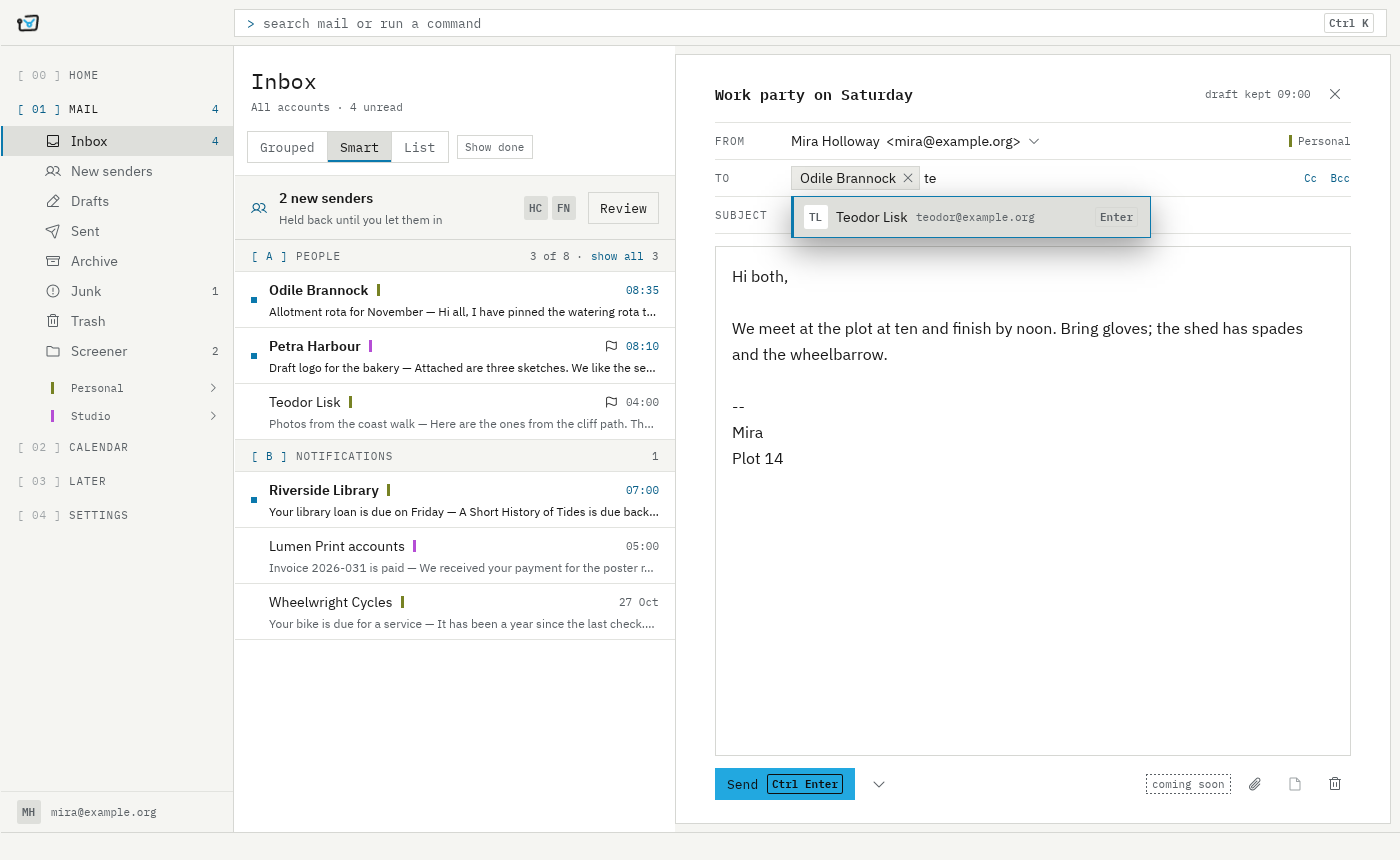 > search mail or run a command
Ctrl K
[ 00 ] HOME
[ 01 ] MAIL 4
Inbox 4
New senders
Drafts
Sent
Archive
Junk 1
Trash
Screener 2
Personal
Studio
[ 02 ] CALENDAR
[ 03 ] LATER
[ 04 ] SETTINGS
MH mira@example.org
Inbox
All accounts · 4 unread
Grouped Smart List Show done
2 new senders
Held back until you let them in
HC FN Review
[ A ] PEOPLE 3 of 8 · show all 3
Odile Brannock 08:35
Allotment rota for November — Hi all, I have pinned the watering rota t…
Petra Harbour 08:10
Draft logo for the bakery — Attached are three sketches. We like the se…
Teodor Lisk 04:00
Photos from the coast walk — Here are the ones from the cliff path. Th…
[ B ] NOTIFICATIONS 1
Riverside Library 07:00
Your library loan is due on Friday — A Short History of Tides is due back…
Lumen Print accounts 05:00
Invoice 2026-031 is paid — We received your payment for the poster r…
Wheelwright Cycles 27 Oct
Your bike is due for a service — It has been a year since the last check.…
Work party on Saturday draft kept 09:00
FROM Mira Holloway <mira@example.org> Personal
TO Odile Brannock te Cc Bcc
SUBJECT
TL Teodor Lisk teodor@example.org Enter
Hi both,
We meet at the plot at ten and finish by noon. Bring gloves; the shed has spades
and the wheelbarrow.
--
Mira
Plot 14
Send Ctrl Enter
coming soon